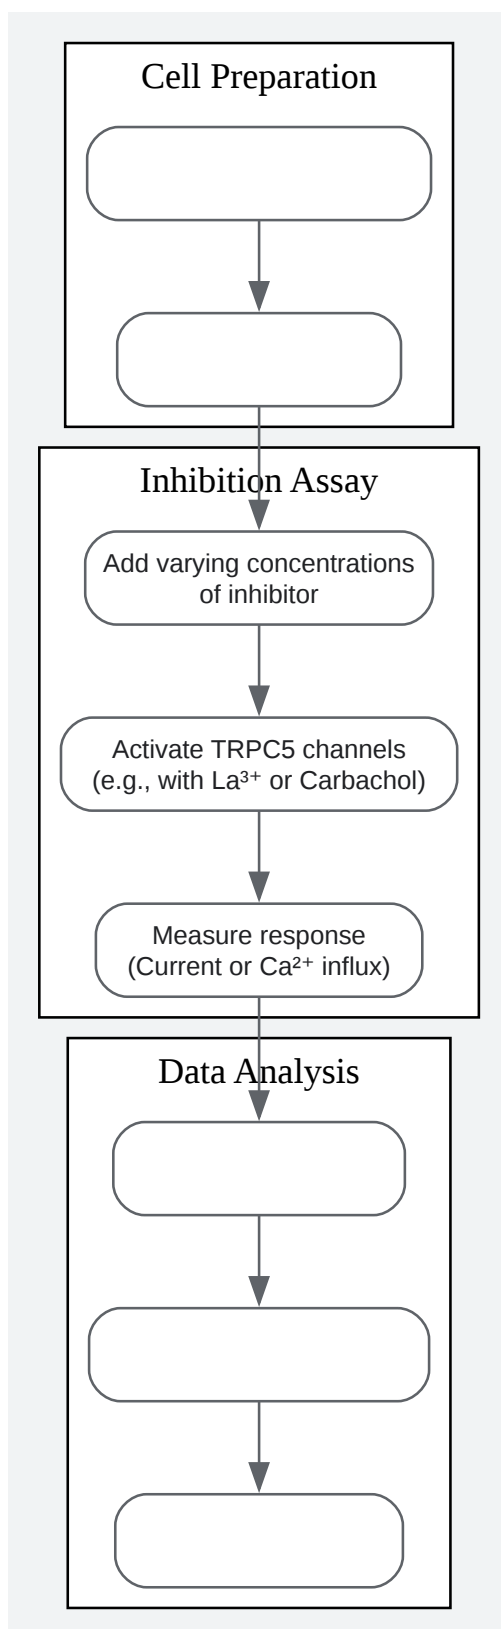 Cell Preparation
Inhibition Assay
Add varying concentrations
of inhibitor
Activate TRPC5 channels
(e.g., with La³⁺ or Carbachol)
Measure response
(Current or Ca²⁺ influx)
Data Analysis